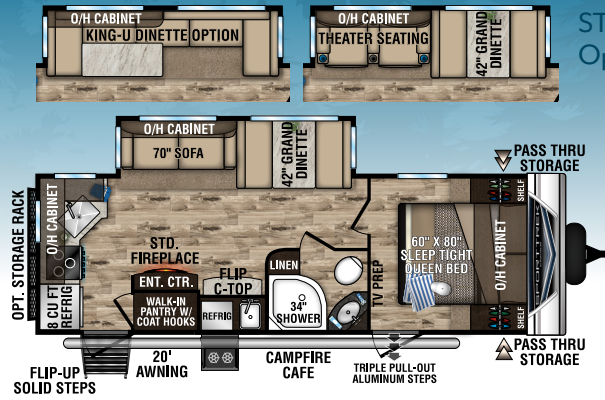 O/H CABINET
KING-U DINETTE OPTION
O/H CABINET
THEATER SEATING
42" GRAND
DINETTE
ST
Op
O/H CABINET
70" SOFA
42" GRAND
DINETTE
PASS THRU
STORAGE
SHELF
OPT. STORAGE RACK
O/H CABINET
8 CU FT
REFRIG
STD.
FIREPLACE
ENT. CTR.
WALK-IN
PANTRY W/
COAT HOOKS
FLIP
C-TOP
REFRIG
LINEN
34"
SHOWER
TV PREP
60" X 80"
SLEEP TIGHT
QUEEN BED
O/H CABINET
SHELF
PASS THRU
STORAGE
FLIP-UP
SOLID STEPS
20'
AWNING
CAMPFIRE
CAFE
TRIPLE PULL-OUT
ALUMINUM STEPS